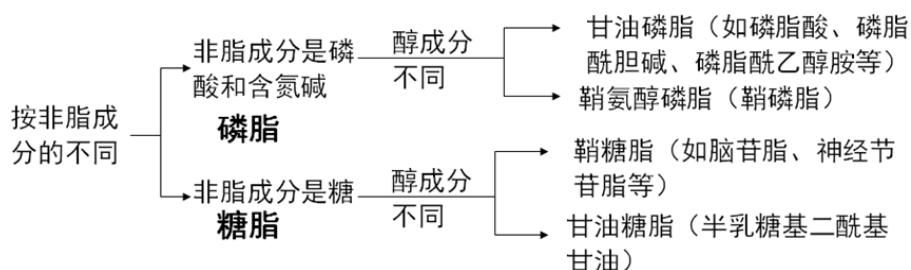 按非脂成
分的不同
非脂成分是磷
酸和含氮碱
磷脂
醇成分
不同
甘油磷脂（如磷脂酸、磷脂
酰胆碱、磷脂酰乙醇胺等）
鞘氨醇磷脂（鞘磷脂）
非脂成分是糖
糖脂
醇成分
不同
鞘糖脂（如脑苷脂、神经节
苷脂等）
甘油糖脂（半乳糖基二酰基
甘油）